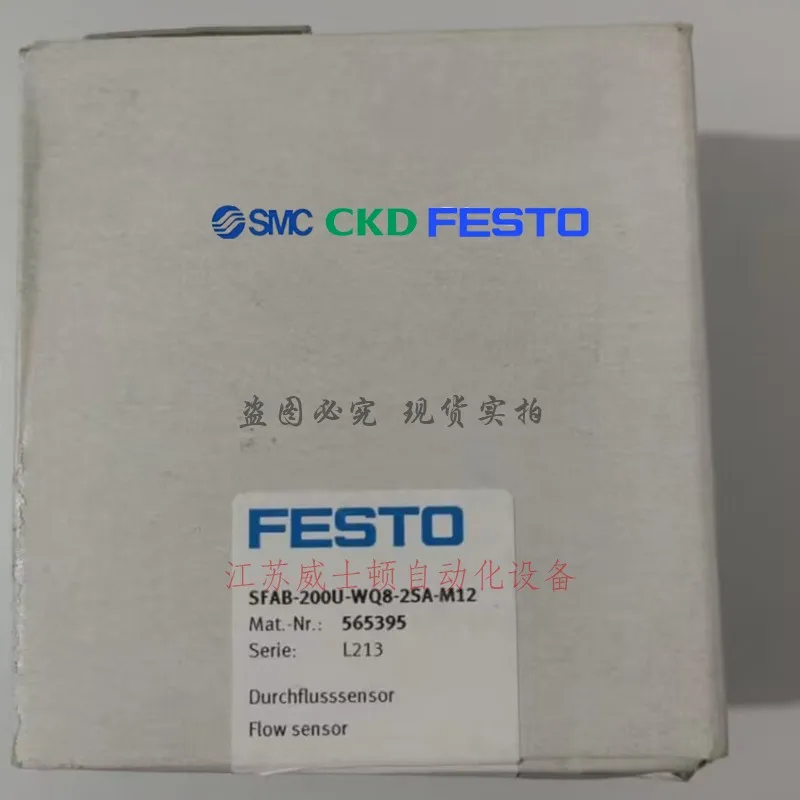 SMC CKD FESTO
盗图必究 现货实拍
FESTO
江苏威士顿自动化设备
SFAB-200U-WQ8-2SA-M12
Mat.-Nr.: 565395
Serie: L213
Durchflusssensor
Flow sensor